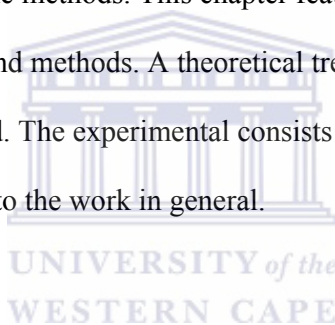 methods. This chapter fea
nd methods. A theoretical tre
. The experimental consists
to the work in general.
UNIVERSITY of the
WESTERN CAPE